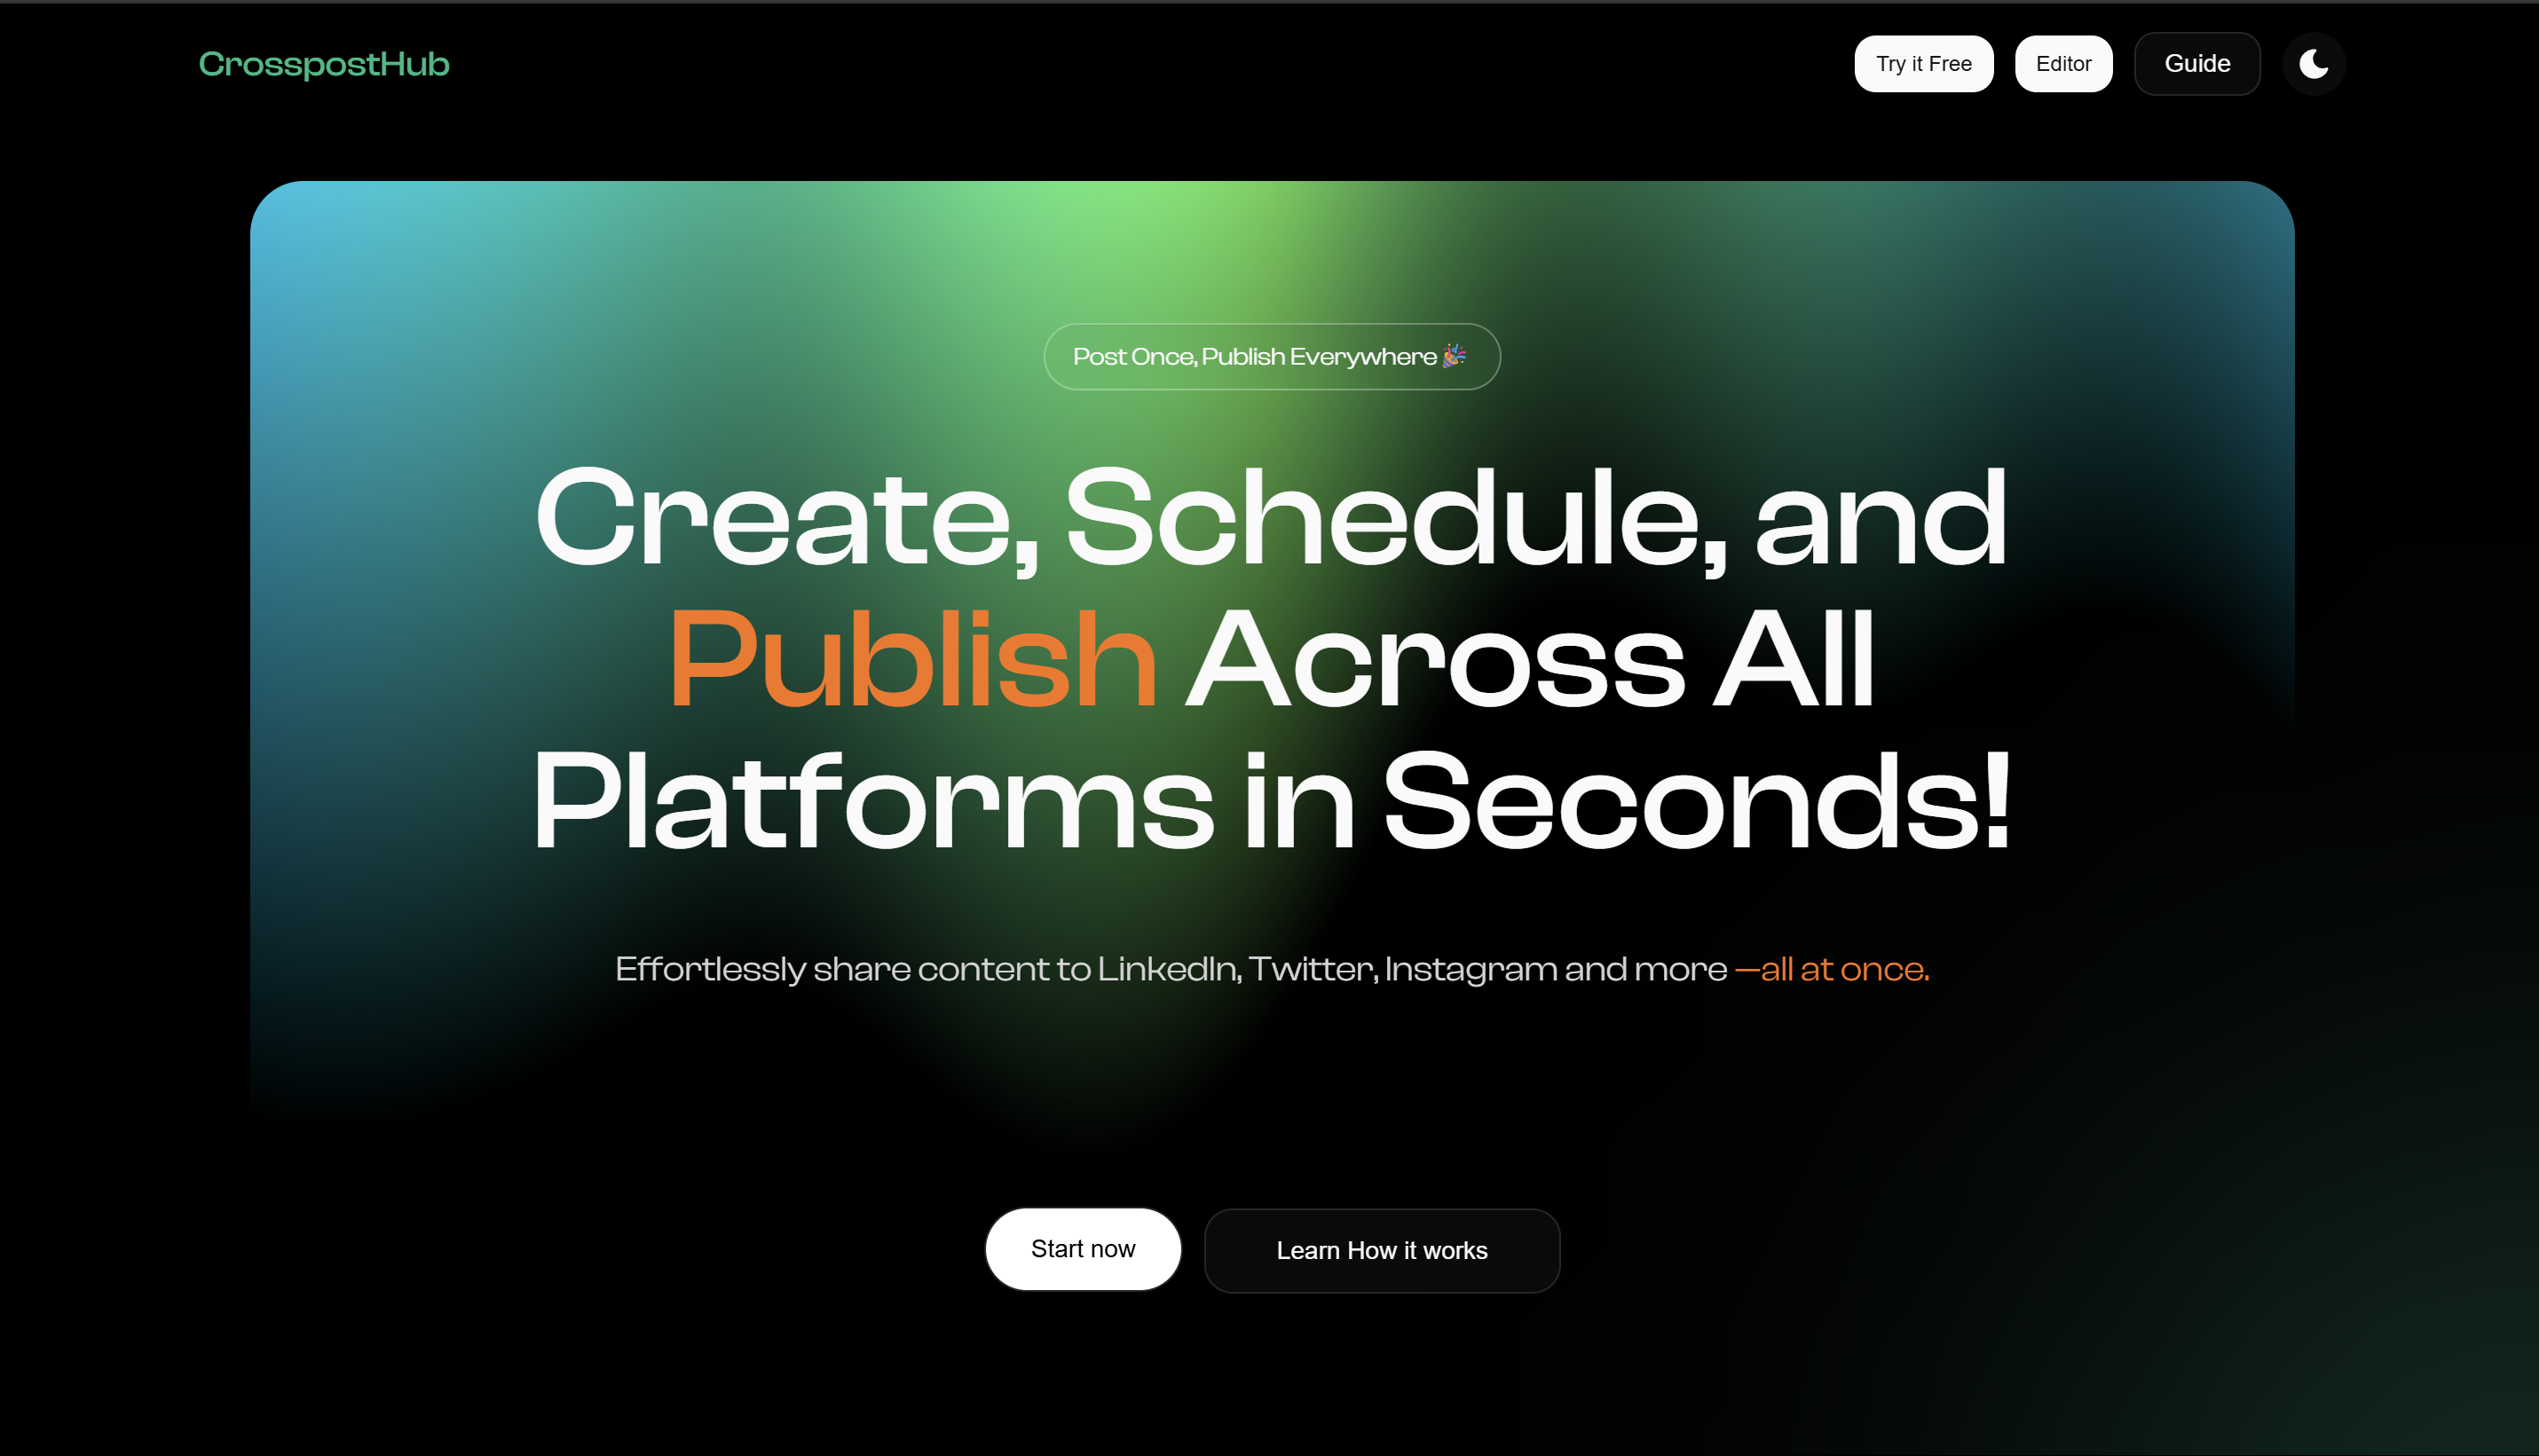 CrosspostHub
Try it Free
Editor
Guide
Post Once, Publish Everywhere 🎉
Create, Schedule, and
Publish Across All
Platforms in Seconds!
Effortlessly share content to LinkedIn, Twitter, Instagram and more —all at once.
Start now
Learn How it works